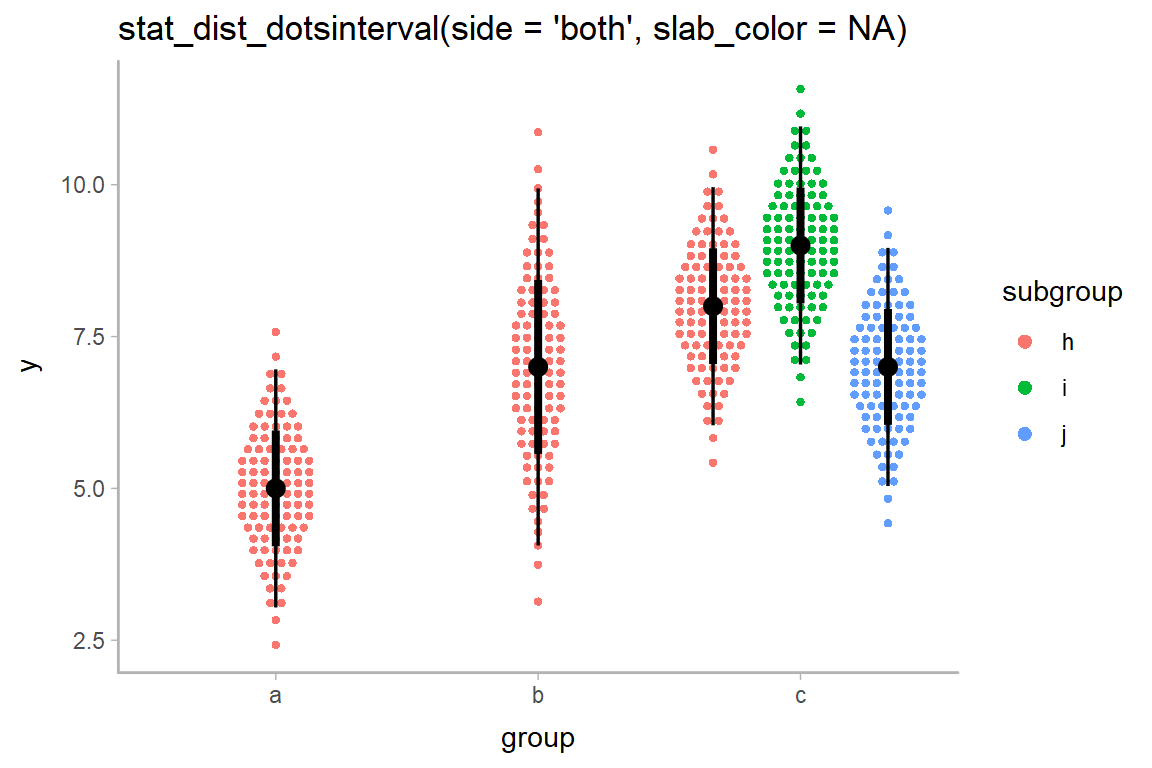 stat_dist_dotsinterval(side = 'both', slab_color = NA)
y
10.0
7.5
5.0
2.5
a
b
c
group
subgroup
h
i
j